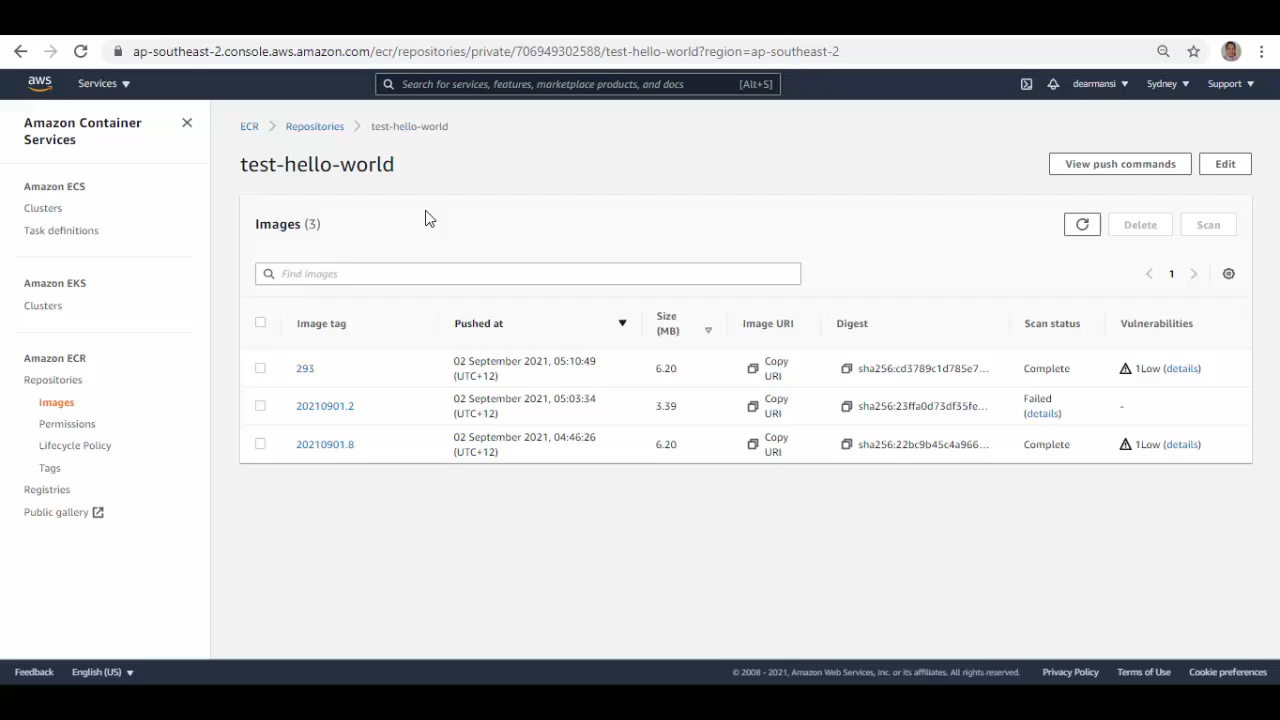 ap-southeast-2.console.aws.amazon.com/ecr/repositories/private/706949302588/test-hello-world?region=ap-southeast-2
aws Services Search for services, features, marketplace products, and docs [Alt+S] dearmansi Sydney Support
Amazon Container
Services
Amazon ECS
Clusters
Task definitions
Amazon EKS
Clusters
Amazon ECR
Repositories
Images
Permissions
Lifecycle Policy
Tags
Registries
Public gallery
ECR > Repositories > test-hello-world
test-hello-world
View push commands Edit
Images (3)
Delete Scan
Find images
1
Image tag Pushed at Size
(MB) Image URI Digest Scan status Vulnerabilities
293 02 September 2021, 05:10:49
(UTC+12) 6.20 Copy
URI sha256:cd3789c1d785e7... Complete 1Low (details)
20210901.2 02 September 2021, 05:03:34
(UTC+12) 3.39 Copy
URI sha256:23ffa0d73df35fe... Failed
(details) -
20210901.8 02 September 2021, 04:46:26
(UTC+12) 6.20 Copy
URI sha256:22bc9b45c4a966... Complete 1Low (details)
Feedback English (US) © 2008 - 2021, Amazon Web Services, Inc. or its affiliates. All rights reserved. Privacy Policy Terms of Use Cookie preferences